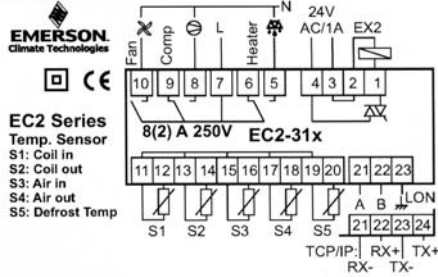 EMERSON.
Climate Technologies
CE
N
Fan Comp L Heater
24V
AC/1A EX2
10 9 8 7 6 5 4 3 2 1
8(2) A 250V EC2-31x
EC2 Series
Temp. Sensor
S1: Coil in
S2: Coil out
S3: Air in
S4: Air out
S5: Defrost Temp
11 12 13 14 15 16 17 18 19 20 21 22 23
S1 S2 S3 S4 S5 A B LON
21 22 23 24
TCP/IP: RX+ TX+
RX- TX-